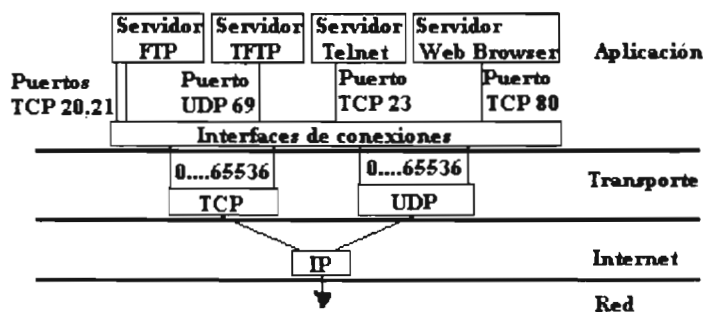 Servidor FTP
Servidor TFTP
Servidor Telnet
Servidor Web Browser
Aplicación
Puertos TCP 20,21
Puerto UDP 69
Puerto TCP 23
Puerto TCP 80
Interfaces de conexiones
0....65536
0....65536
Transporte
TCP
UDP
IP
Internet
Red